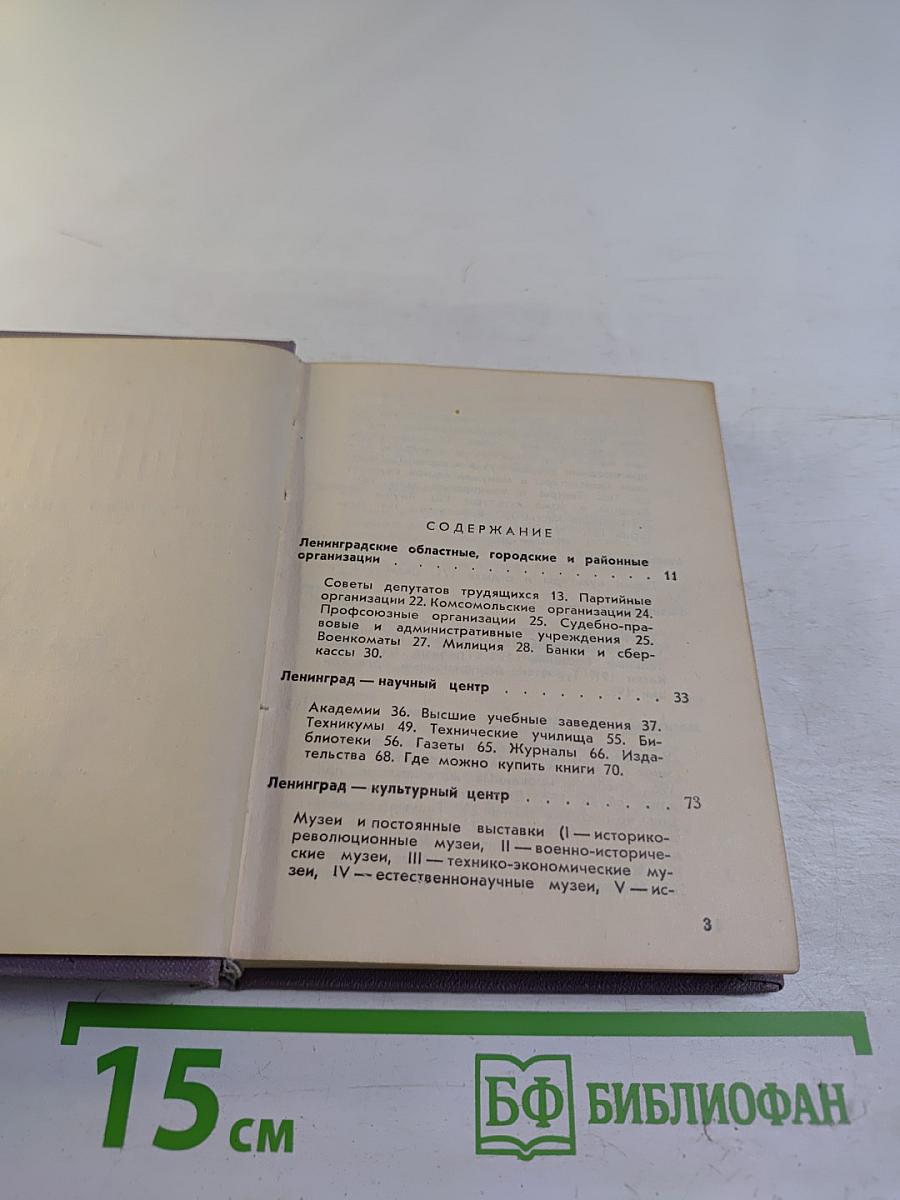 СОДЕРЖАНИЕ
Ленинградские областные, городские и районные
организации . . . . . . . . . . . . . . 11
Советы депутатов трудящихся 13. Партийные
организации 22. Комсомольские организации 24.
Профсоюзные организации 25. Судебно-пра-
вовые и административные учреждения 25.
Военкоматы 27. Милиция 28. Банки и сбер-
кассы 30.
Ленинград — научный центр . . . . . . . . . 33
Академии 36. Высшие учебные заведения 37.
Техникумы 49. Технические училища 55. Би-
блиотеки 56. Газеты 65. Журналы 66. Изда-
тельства 68. Где можно купить книги 70.
Ленинград — культурный центр . . . . . . . . 73
Музеи и постоянные выставки (I — историко-
революционные музеи, II — военно-историче-
ские музеи, III — технико-экономические му-
зеи, IV — естественнонаучные музеи, V — ис-
3
15 см
БФ БИБЛИОФАН